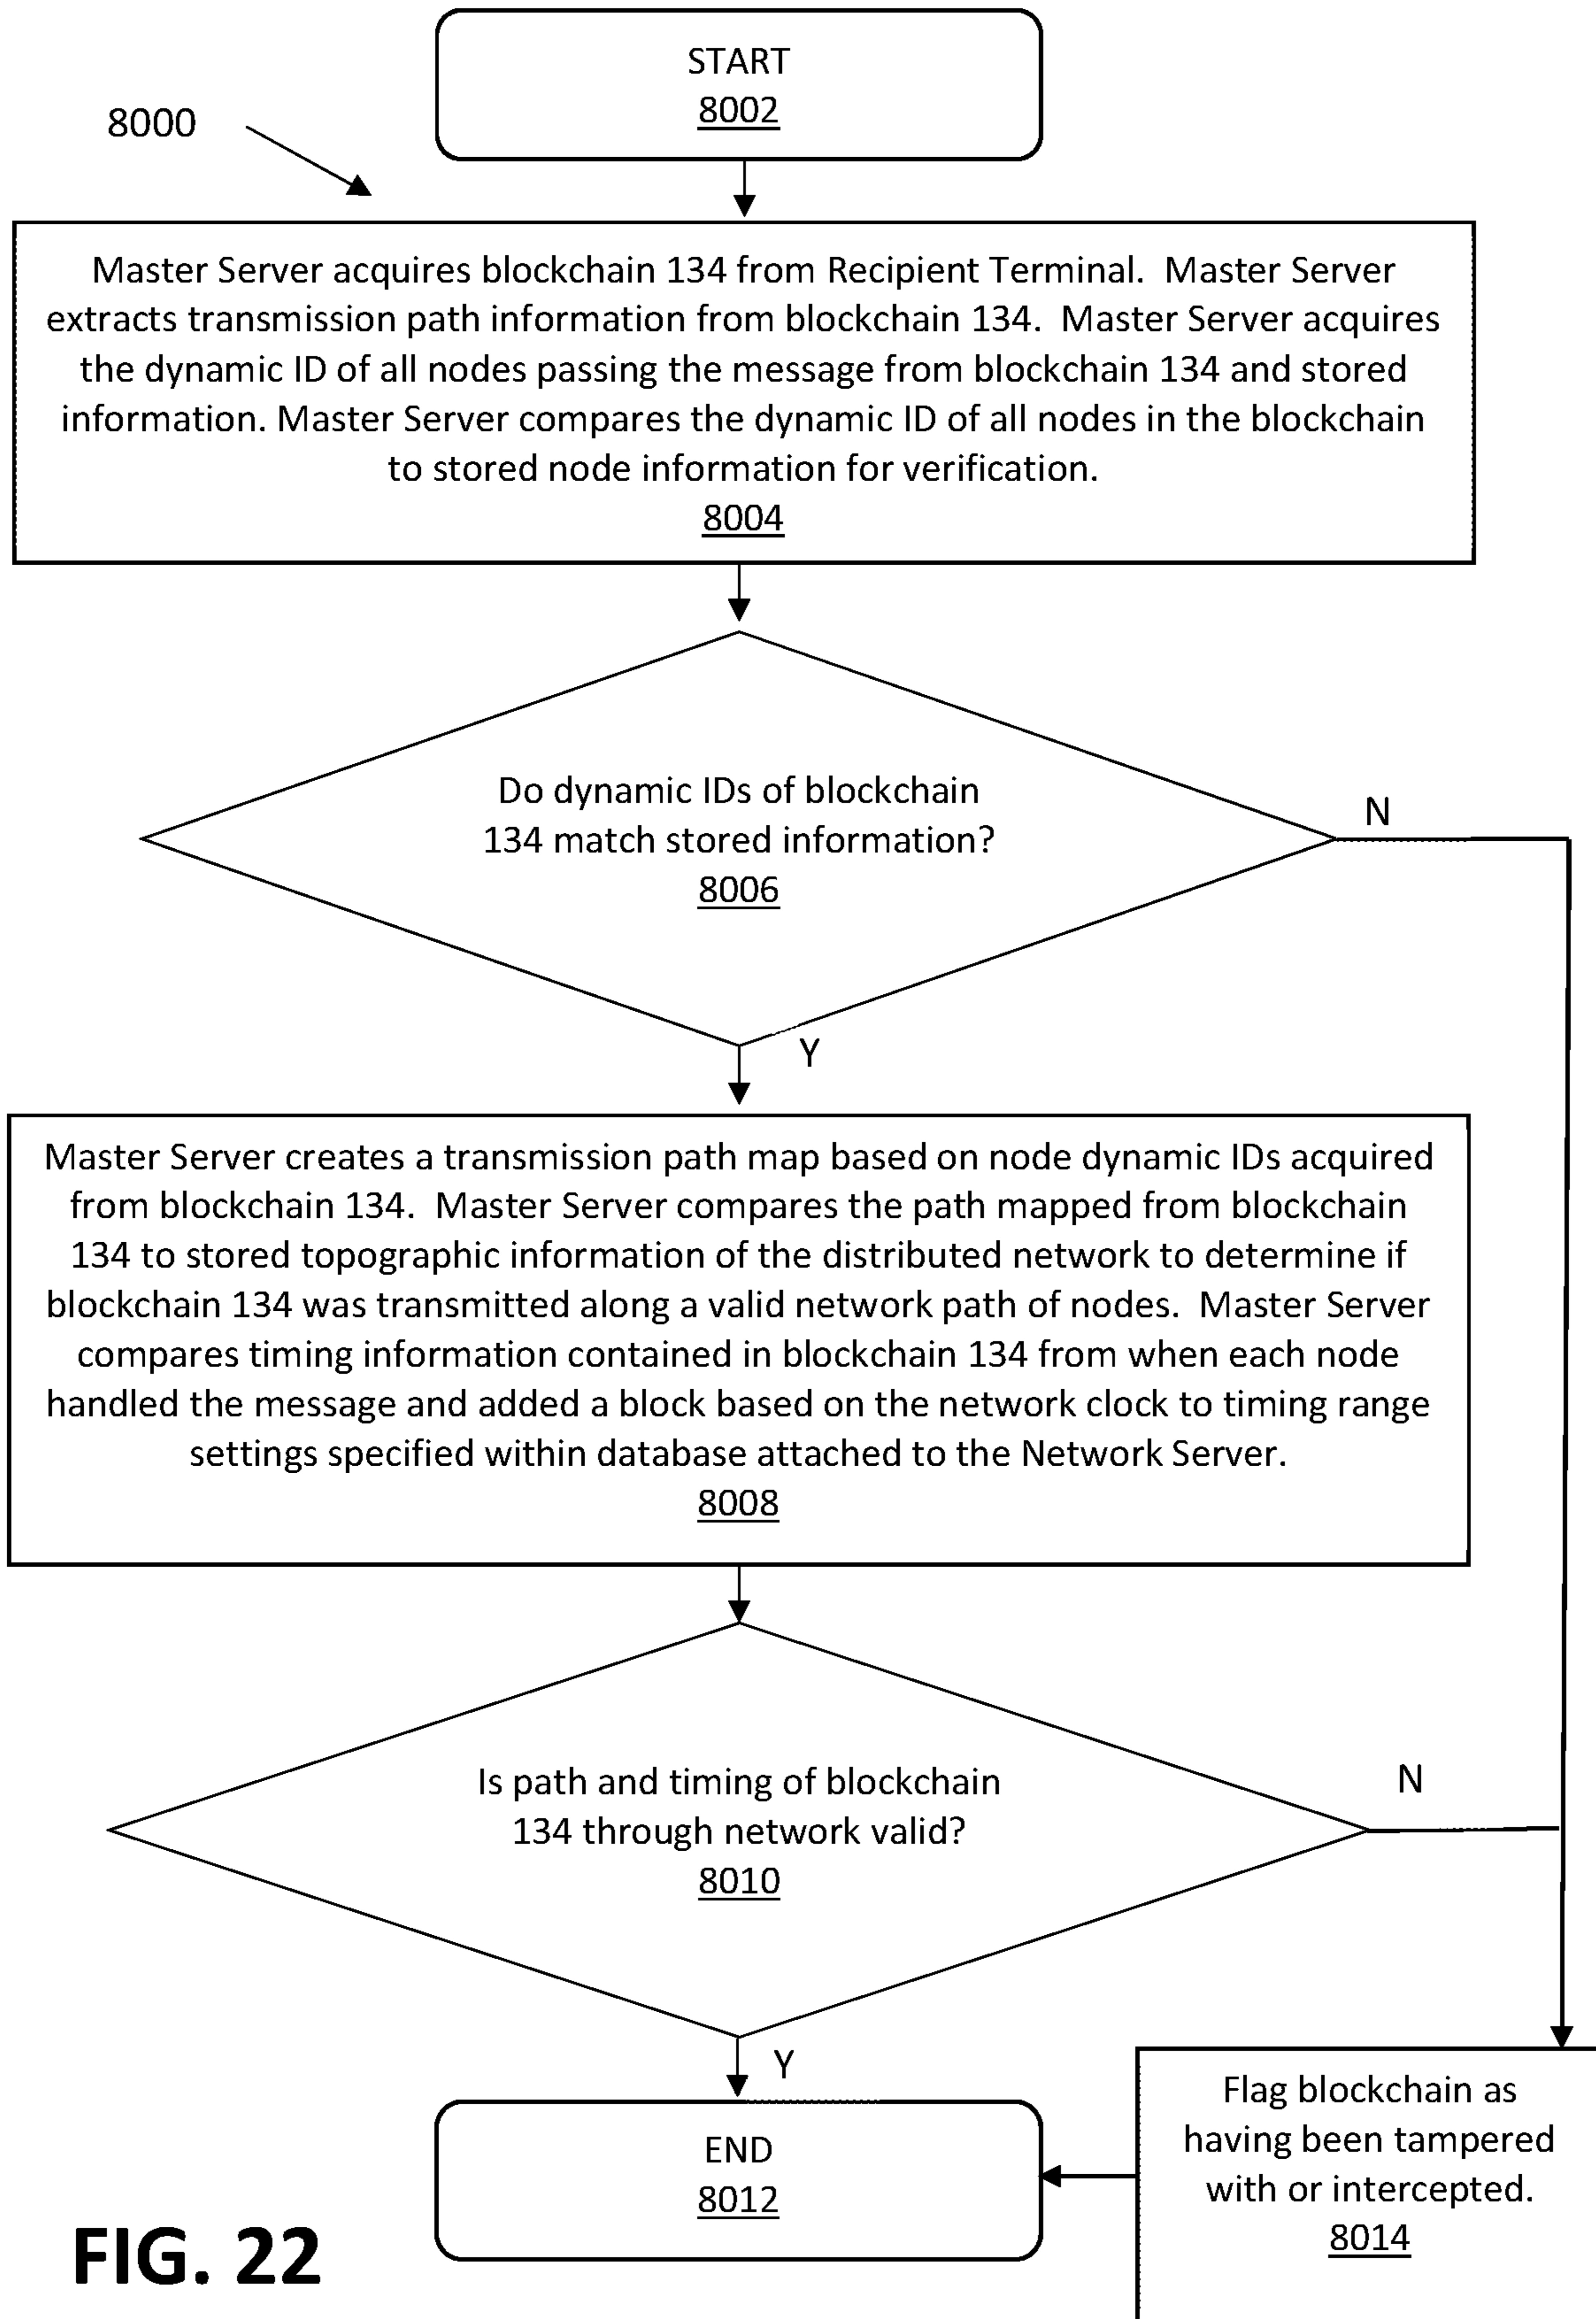 START
8002
8000
Master Server acquires blockchain 134 from Recipient Terminal. Master Server
extracts transmission path information from blockchain 134. Master Server acquires
the dynamic ID of all nodes passing the message from blockchain 134 and stored
information. Master Server compares the dynamic ID of all nodes in the blockchain
to stored node information for verification.
8004
Do dynamic IDs of blockchain
134 match stored information?
8006
N
Y
Master Server creates a transmission path map based on node dynamic IDs acquired
from blockchain 134. Master Server compares the path mapped from blockchain
134 to stored topographic information of the distributed network to determine if
blockchain 134 was transmitted along a valid network path of nodes. Master Server
compares timing information contained in blockchain 134 from when each node
handled the message and added a block based on the network clock to timing range
settings specified within database attached to the Network Server.
8008
Is path and timing of blockchain
134 through network valid?
8010
N
Y
END
8012
Flag blockchain as
having been tampered
with or intercepted.
8014
FIG. 22